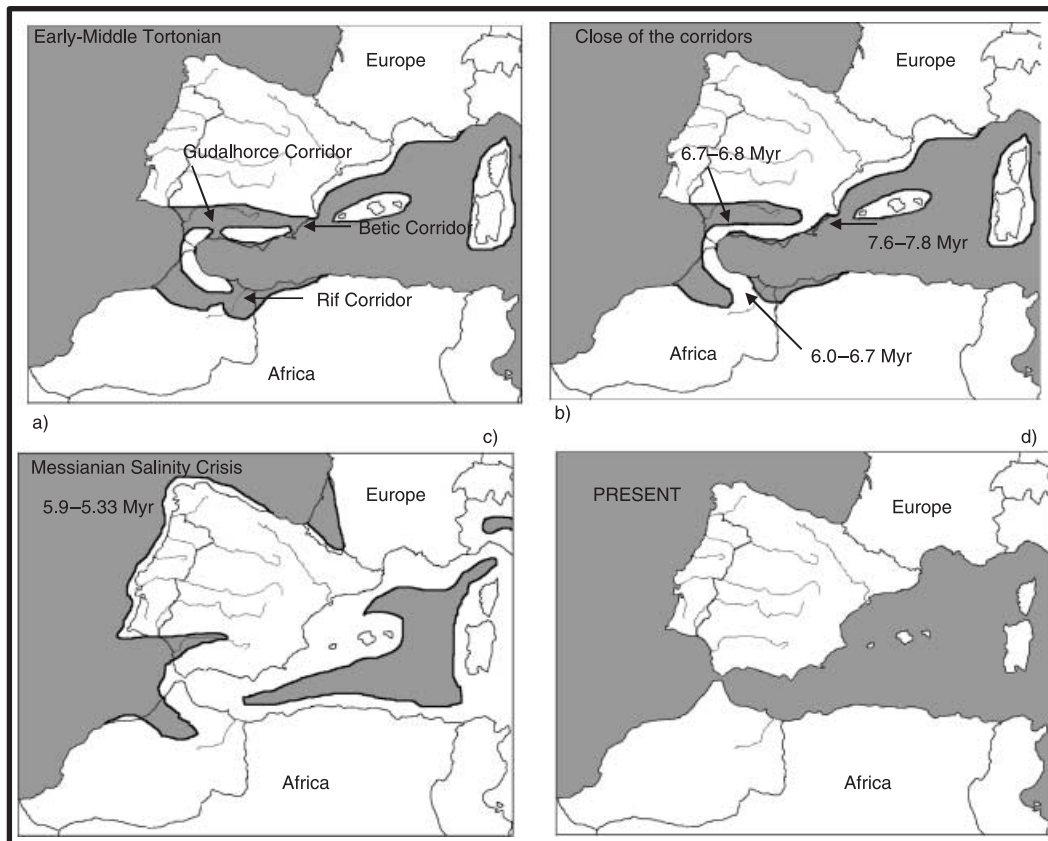 Early-Middle Tortonian
Europe
Gudalhorce Corridor
Betic Corridor
Rif Corridor
Africa
a)
Close of the corridors
Europe
6.7–6.8 Myr
7.6–7.8 Myr
Africa
6.0–6.7 Myr
b)
c)
Messianian Salinity Crisis
5.9–5.33 Myr
Europe
Africa
d)
PRESENT
Europe
Africa